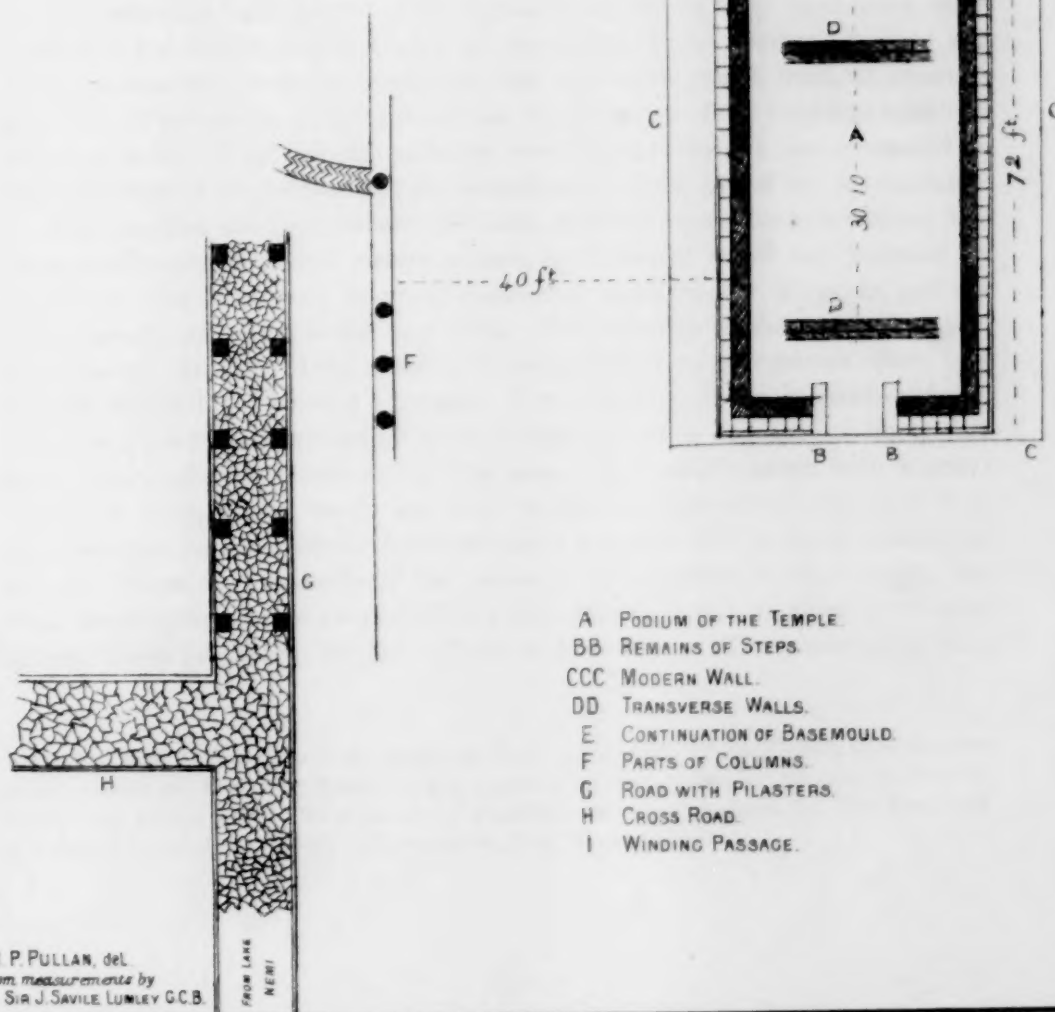 D
C
A
C
72 ft.
30 10
40 ft
D
F
B B
C
G
A PODIUM OF THE TEMPLE.
BB REMAINS OF STEPS.
CCC MODERN WALL.
DD TRANSVERSE WALLS.
E CONTINUATION OF BASEMOULD.
F PARTS OF COLUMNS.
G ROAD WITH PILASTERS.
H CROSS ROAD.
I WINDING PASSAGE.
H
P. PULLAN, del.
measurements by
SIR J. SAVILE LUMLEY G.C.B.
FROM LAKE
NEMI